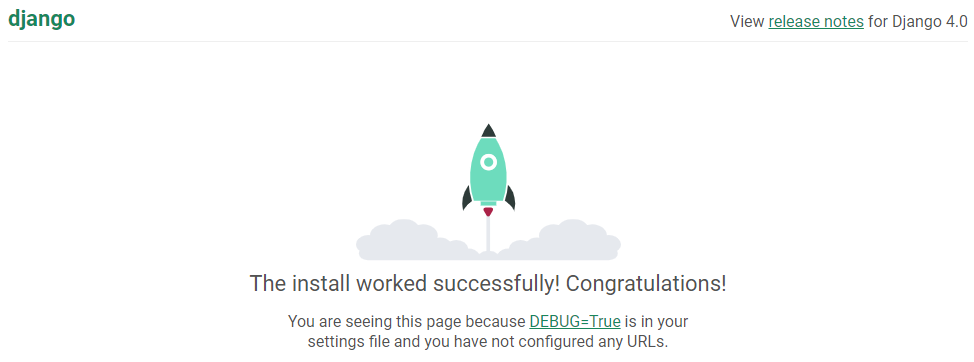 django
View release notes for Django 4.0
The install worked successfully! Congratulations!
You are seeing this page because DEBUG=True is in your
settings file and you have not configured any URLs.